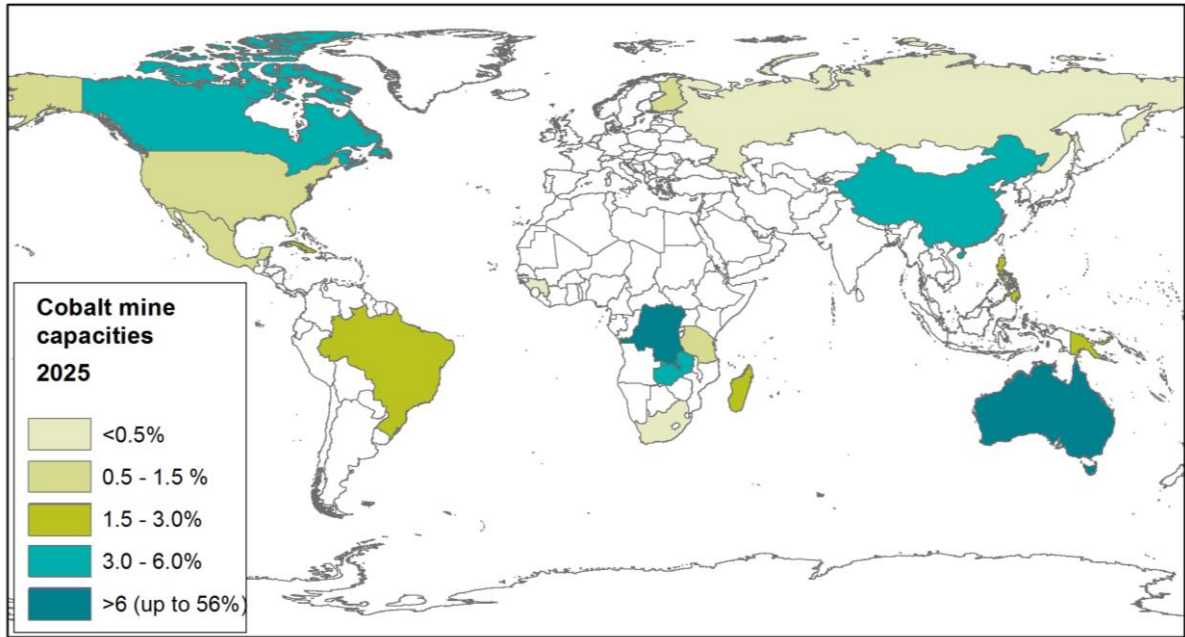 Cobalt mine
capacities
2025
<0.5%
0.5 - 1.5 %
1.5 - 3.0%
3.0 - 6.0%
>6 (up to 56%)